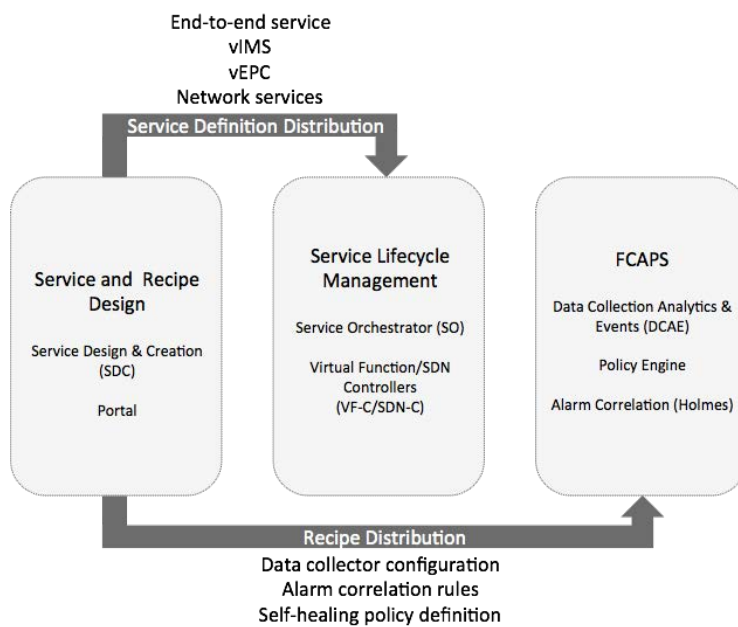 End-to-end service
vIMS
vEPC
Network services
Service Definition Distribution
Service and Recipe
Design
Service Design & Creation
(SDC)
Portal
Service Lifecycle
Management
Service Orchestrator (SO)
Virtual Function/SDN
Controllers
(VF-C/SDN-C)
FCAPS
Data Collection Analytics &
Events (DCAE)
Policy Engine
Alarm Correlation (Holmes)
Recipe Distribution
Data collector configuration
Alarm correlation rules
Self-healing policy definition